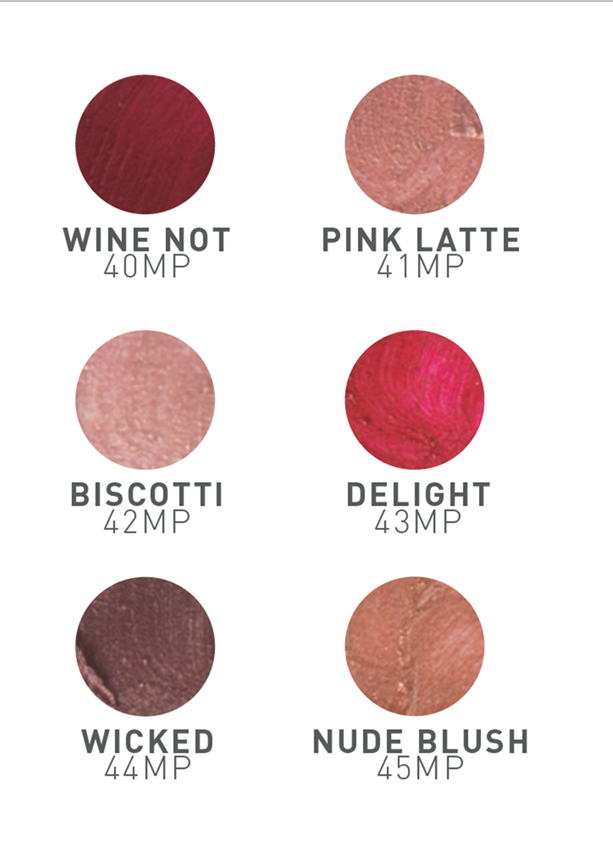 WINE NOT
40MP
PINK LATTE
41MP
BISCOTTI
42MP
DELIGHT
43MP
WICKED
44MP
NUDE BLUSH
45MP